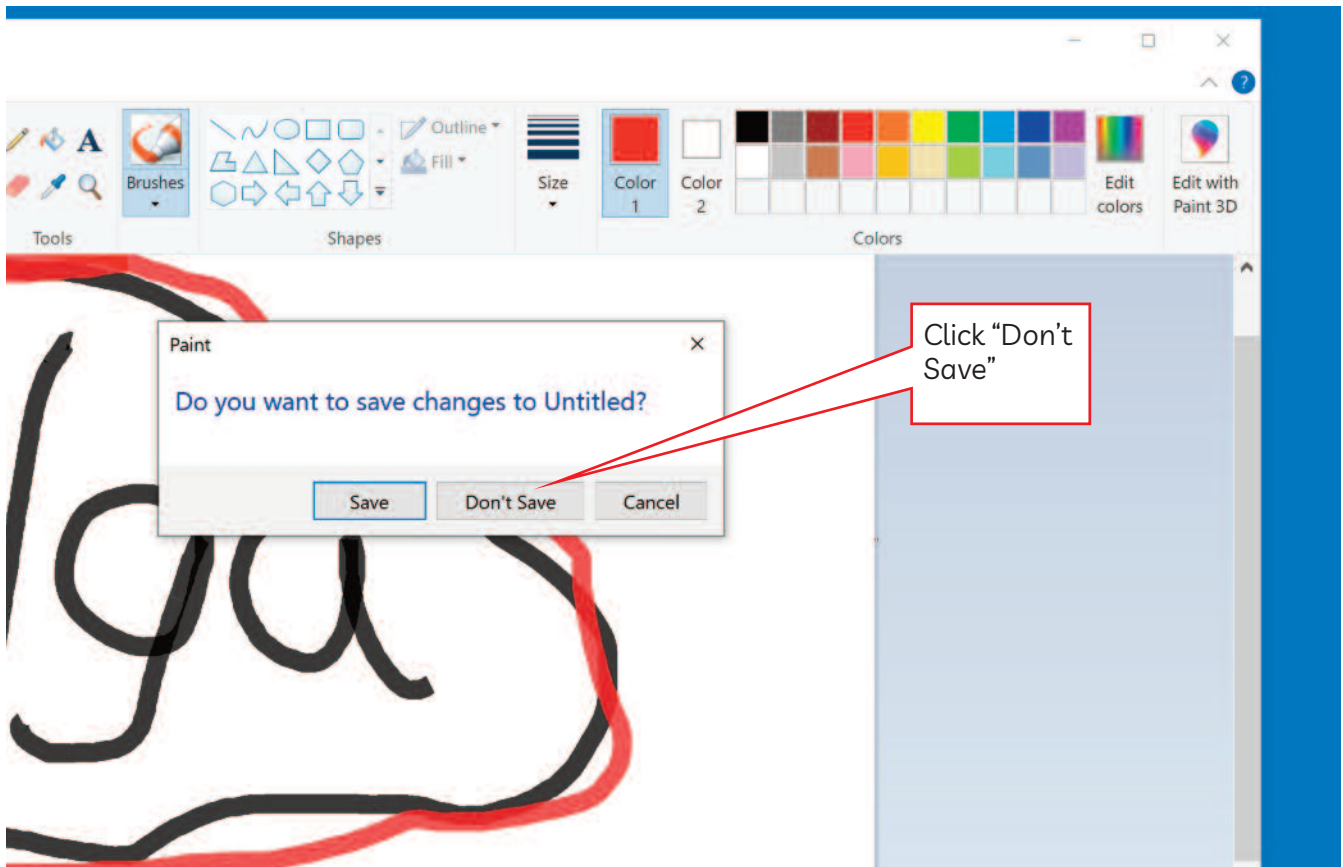 Outline
Fill
A
Brushes
Size
Color
1
Color
2
Edit
colors
Edit with
Paint 3D
Tools
Shapes
Colors
?
Paint
Do you want to save changes to Untitled?
Save
Don't Save
Cancel
Click “Don’t
Save”
ga